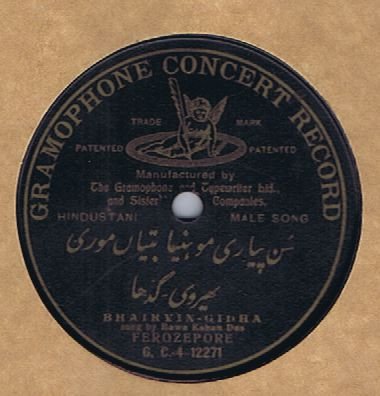 GRAMOPHONE CONCERT RECORD
TRADE MARK
PATENTED PATENTED
Manufactured by
The Gramophone and Typewriter Ltd.,
and Sister Companies.
HINDUSTANI MALE SONG
سن پیاری موہنیا بتیاں موری
بھیروی۔گدھا
BHAIRVIN-GIDHA
sung by Bawa Kahan Das
FEROZEPORE
G. C.-4-12271